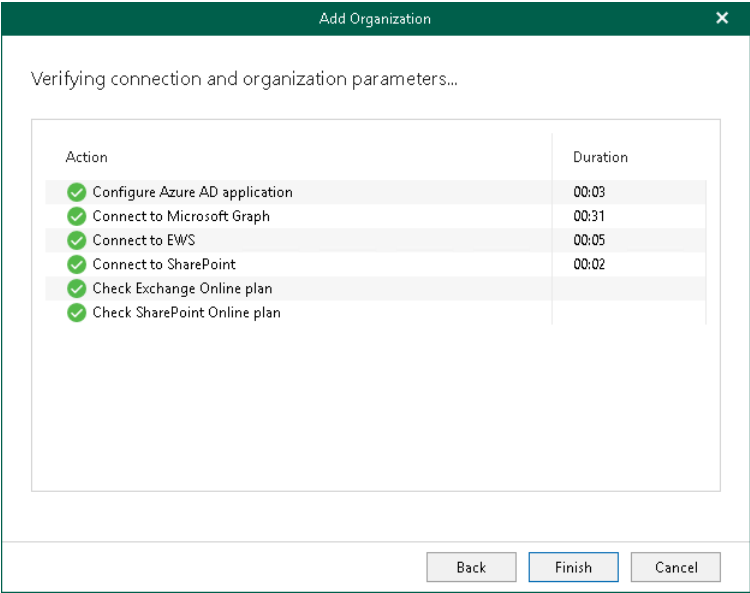 Add Organization
Verifying connection and organization parameters...
Action Duration
Configure Azure AD application 00:03
Connect to Microsoft Graph 00:31
Connect to EWS 00:05
Connect to SharePoint 00:02
Check Exchange Online plan
Check SharePoint Online plan
Back Finish Cancel